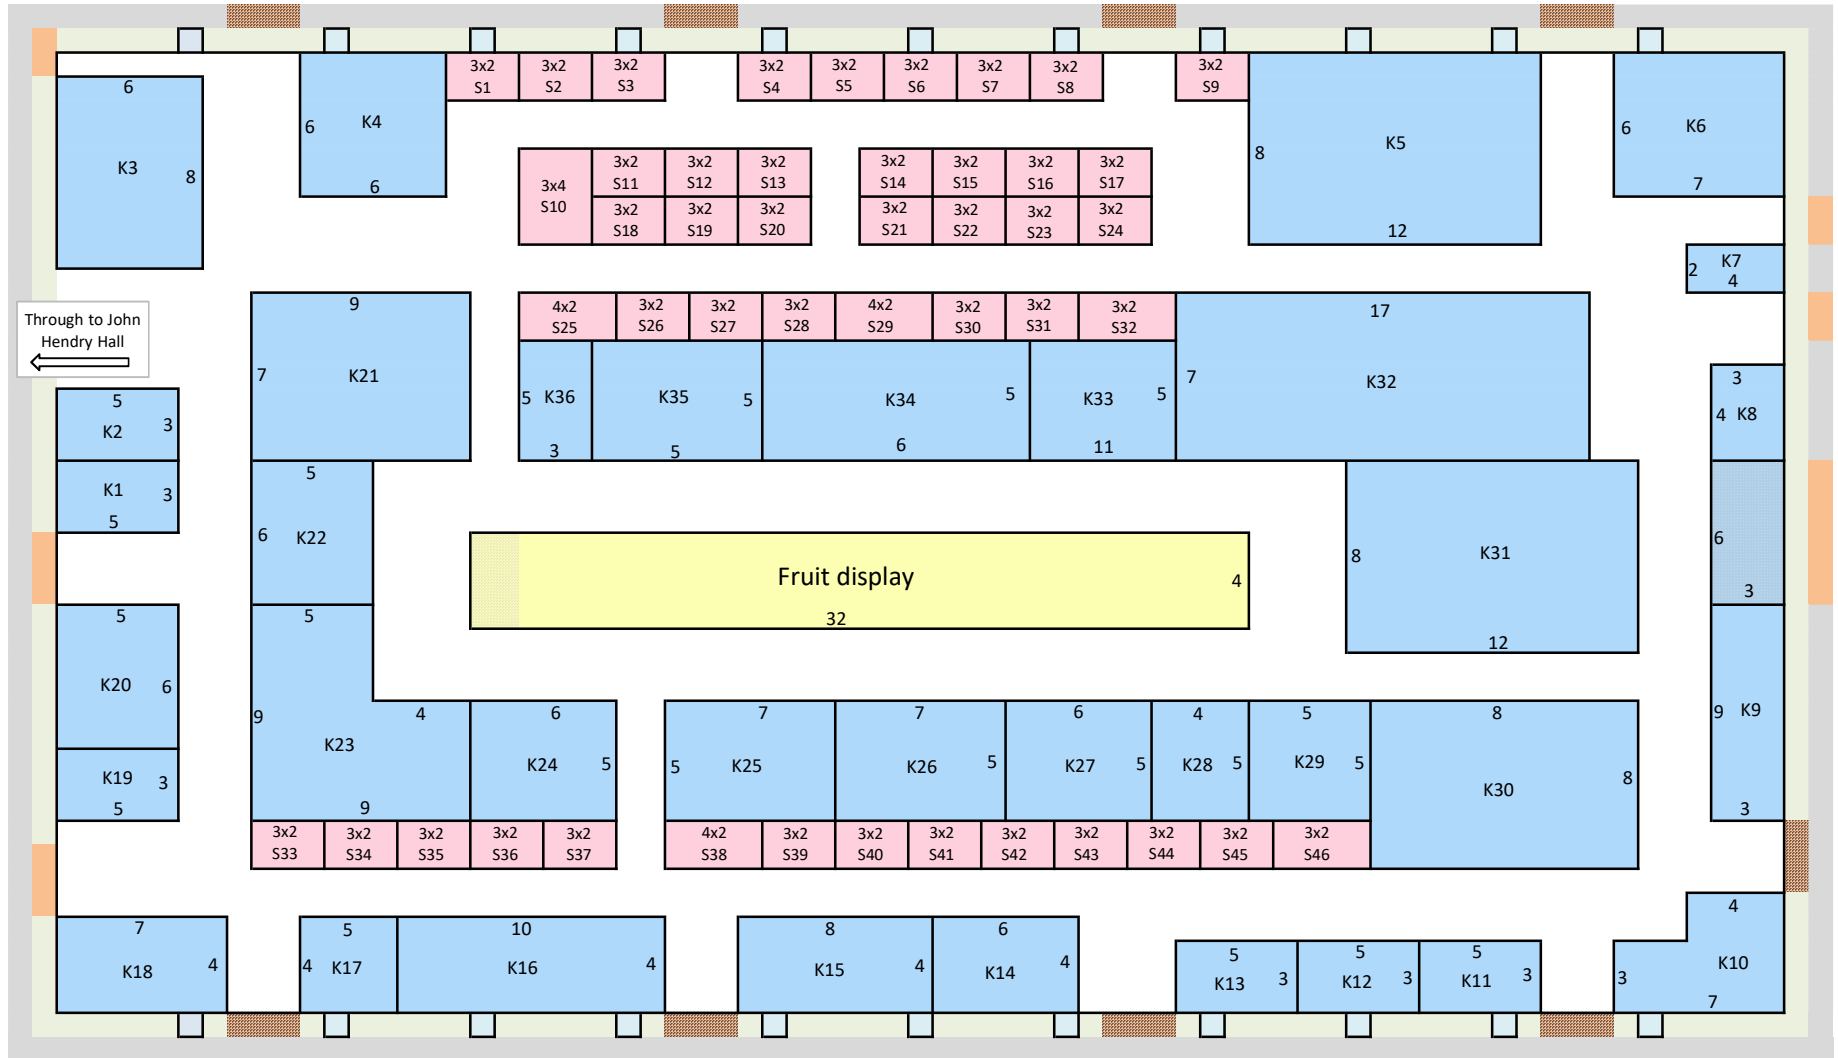 3x2
S1
3x2
S2
3x2
S3
3x2
S4
3x2
S5
3x2
S6
3x2
S7
3x2
S8
3x2
S9
6
K3
8
6
K4
6
8
K5
12
6
K6
7
3x4
S10
3x2
S11
3x2
S12
3x2
S13
3x2
S14
3x2
S15
3x2
S16
3x2
S17
3x2
S18
3x2
S19
3x2
S20
3x2
S21
3x2
S22
3x2
S23
3x2
S24
2
K7
4
Through to John
Hendry Hall
9
7
K21
4x2
S25
3x2
S26
3x2
S27
3x2
S28
4x2
S29
3x2
S30
3x2
S31
3x2
S32
17
7
K32
5
K36
3
K35
5
5
K34
5
6
K33
5
11
3
4
K8
5
K2
3
K1
3
5
5
6
K22
Fruit display
4
32
8
K31
12
6
3
5
K20
6
K19
3
5
5
9
4
K23
9
6
K24
5
7
5
K25
7
K26
5
6
K27
5
4
K28
5
5
K29
5
8
K30
8
9
K9
3
3x2
S33
3x2
S34
3x2
S35
3x2
S36
3x2
S37
4x2
S38
3x2
S39
3x2
S40
3x2
S41
3x2
S42
3x2
S43
3x2
S44
3x2
S45
3x2
S46
7
K18
4
5
4
K17
10
K16
4
8
K15
4
6
K14
4
5
K13
3
5
K12
3
5
K11
3
4
3
K10
7